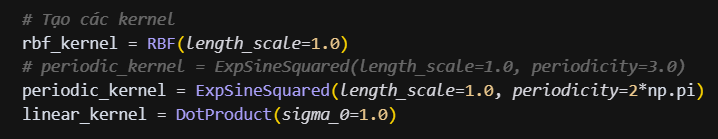 # Tạo các kernel
rbf_kernel = RBF(length_scale=1.0)
# periodic_kernel = ExpSineSquared(length_scale=1.0, periodicity=3.0)
periodic_kernel = ExpSineSquared(length_scale=1.0, periodicity=2*np.pi)
linear_kernel = DotProduct(sigma_0=1.0)